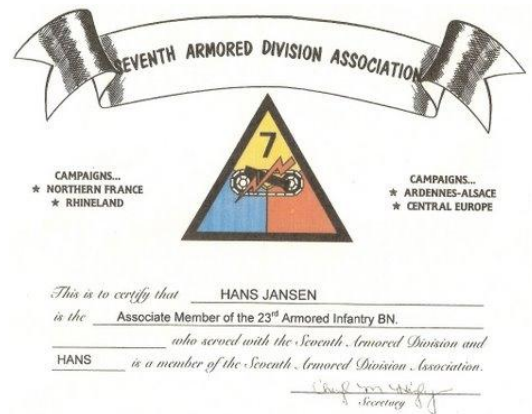 SEVENTH ARMORED DIVISION ASSOCIATION
7
CAMPAIGNS...
★ NORTHERN FRANCE
★ RHINELAND
CAMPAIGNS...
★ ARDENNES-ALSACE
★ CENTRAL EUROPE
This is to certify that HANS JANSEN
is the Associate Member of the 23rd Armored Infantry BN.
who served with the Seventh Armored Division and
HANS is a member of the Seventh Armored Division Association.
Secretary